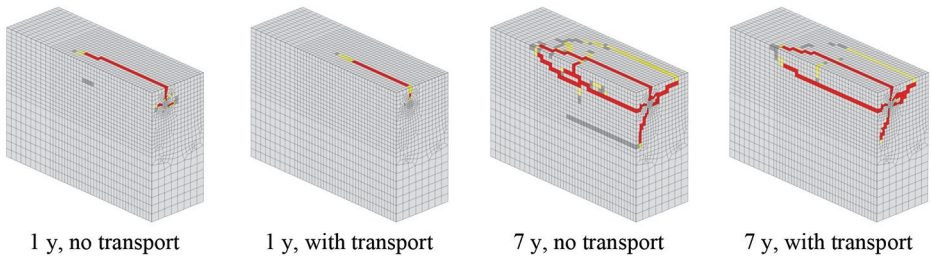 1 y, no transport
1 y, with transport
7 y, no transport
7 y, with transport